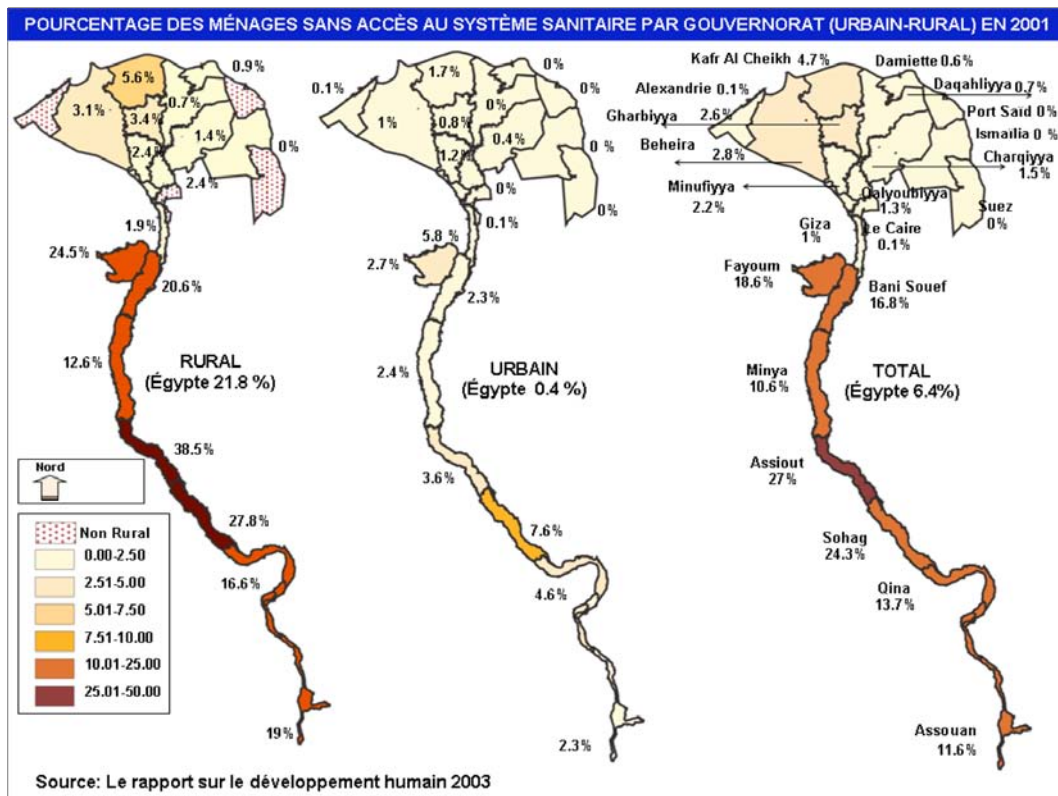 POURCENTAGE DES MÉNAGES SANS ACCÈS AU SYSTÈME SANITAIRE PAR GOUVERNORAT (URBAIN-RURAL) EN 2001
5.6%
0.9%
3.1%
0.7%
3.4%
1.4%
2.4%
0%
2.4%
1.9%
24.5%
20.6%
12.6%
RURAL
(Égypte 21.8 %)
38.5%
27.8%
16.6%
19%
1.7%
0%
0.1%
0%
1%
0%
0.8%
0%
0.4%
1.2%
0%
0%
0%
0.1%
5.8%
2.7%
2.3%
2.4%
URBAIN
(Égypte 0.4 %)
3.6%
7.6%
4.6%
2.3%
Kafr Al Cheikh 4.7%
Damiette 0.6%
Alexandrie 0.1%
Daqahliyya 0.7%
Gharbiyya 2.6%
Port Saïd 0%
Ismaïlia 0%
Beheira
2.8%
Charqiyya
1.5%
Minufiyya
2.2%
Qalyoubiyya
1.3%
Suez
0%
Giza
1%
Le Caire
0.1%
Fayoum
18.6%
Bani Souef
16.8%
Minya
10.6%
TOTAL
(Égypte 6.4%)
Assiout
27%
Sohag
24.3%
Qina
13.7%
Assouan
11.6%
Nord
Non Rural
0.00-2.50
2.51-5.00
5.01-7.50
7.51-10.00
10.01-25.00
25.01-50.00
Source: Le rapport sur le développement humain 2003